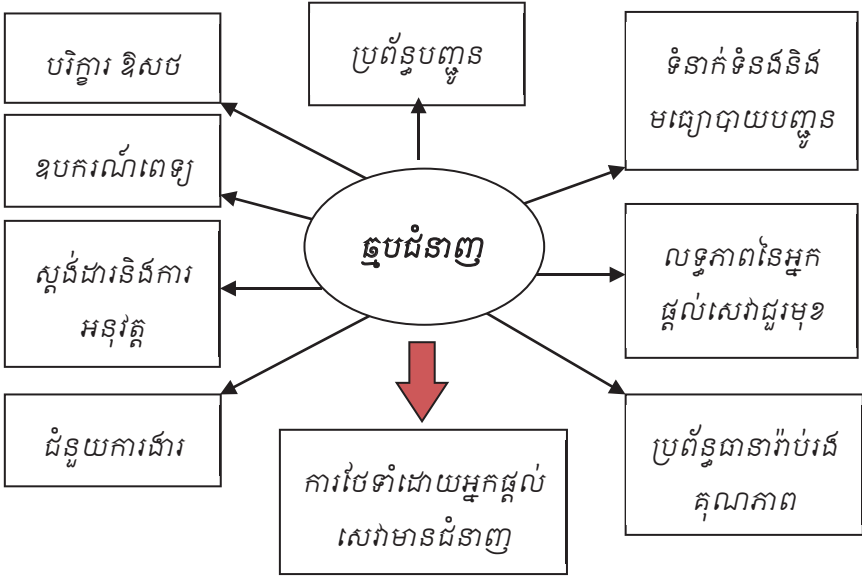 បរិក្ខារ ឱសថ
ប្រព័ន្ធបញ្ជូន
ទំនាក់ទំនងនិង
មធ្យោបាយបញ្ជូន
ឧបករណ៍ពេទ្យ
ឆ្មបជំនាញ
ស្តង់ដារនិងការ
អនុវត្ត
លទ្ធភាពនៃអ្នក
ផ្តល់សេវាជួរមុខ
ជំនួយការងារ
ការថែទាំដោយអ្នកផ្តល់
សេវាមានជំនាញ
ប្រព័ន្ធធានារ៉ាប់រង
គុណភាព